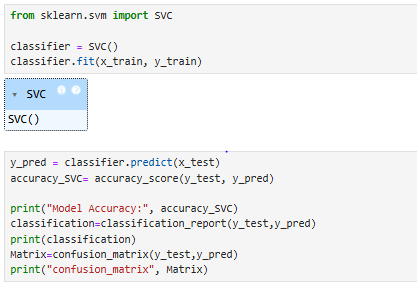 from sklearn.svm import SVC
classifier = SVC()
classifier.fit(x_train, y_train)
SVC
SVC()
y_pred = classifier.predict(x_test)
accuracy_SVC= accuracy_score(y_test, y_pred)
print("Model Accuracy:", accuracy_SVC)
classification=classification_report(y_test,y_pred)
print(classification)
Matrix=confusion_matrix(y_test,y_pred)
print("confusion_matrix", Matrix)